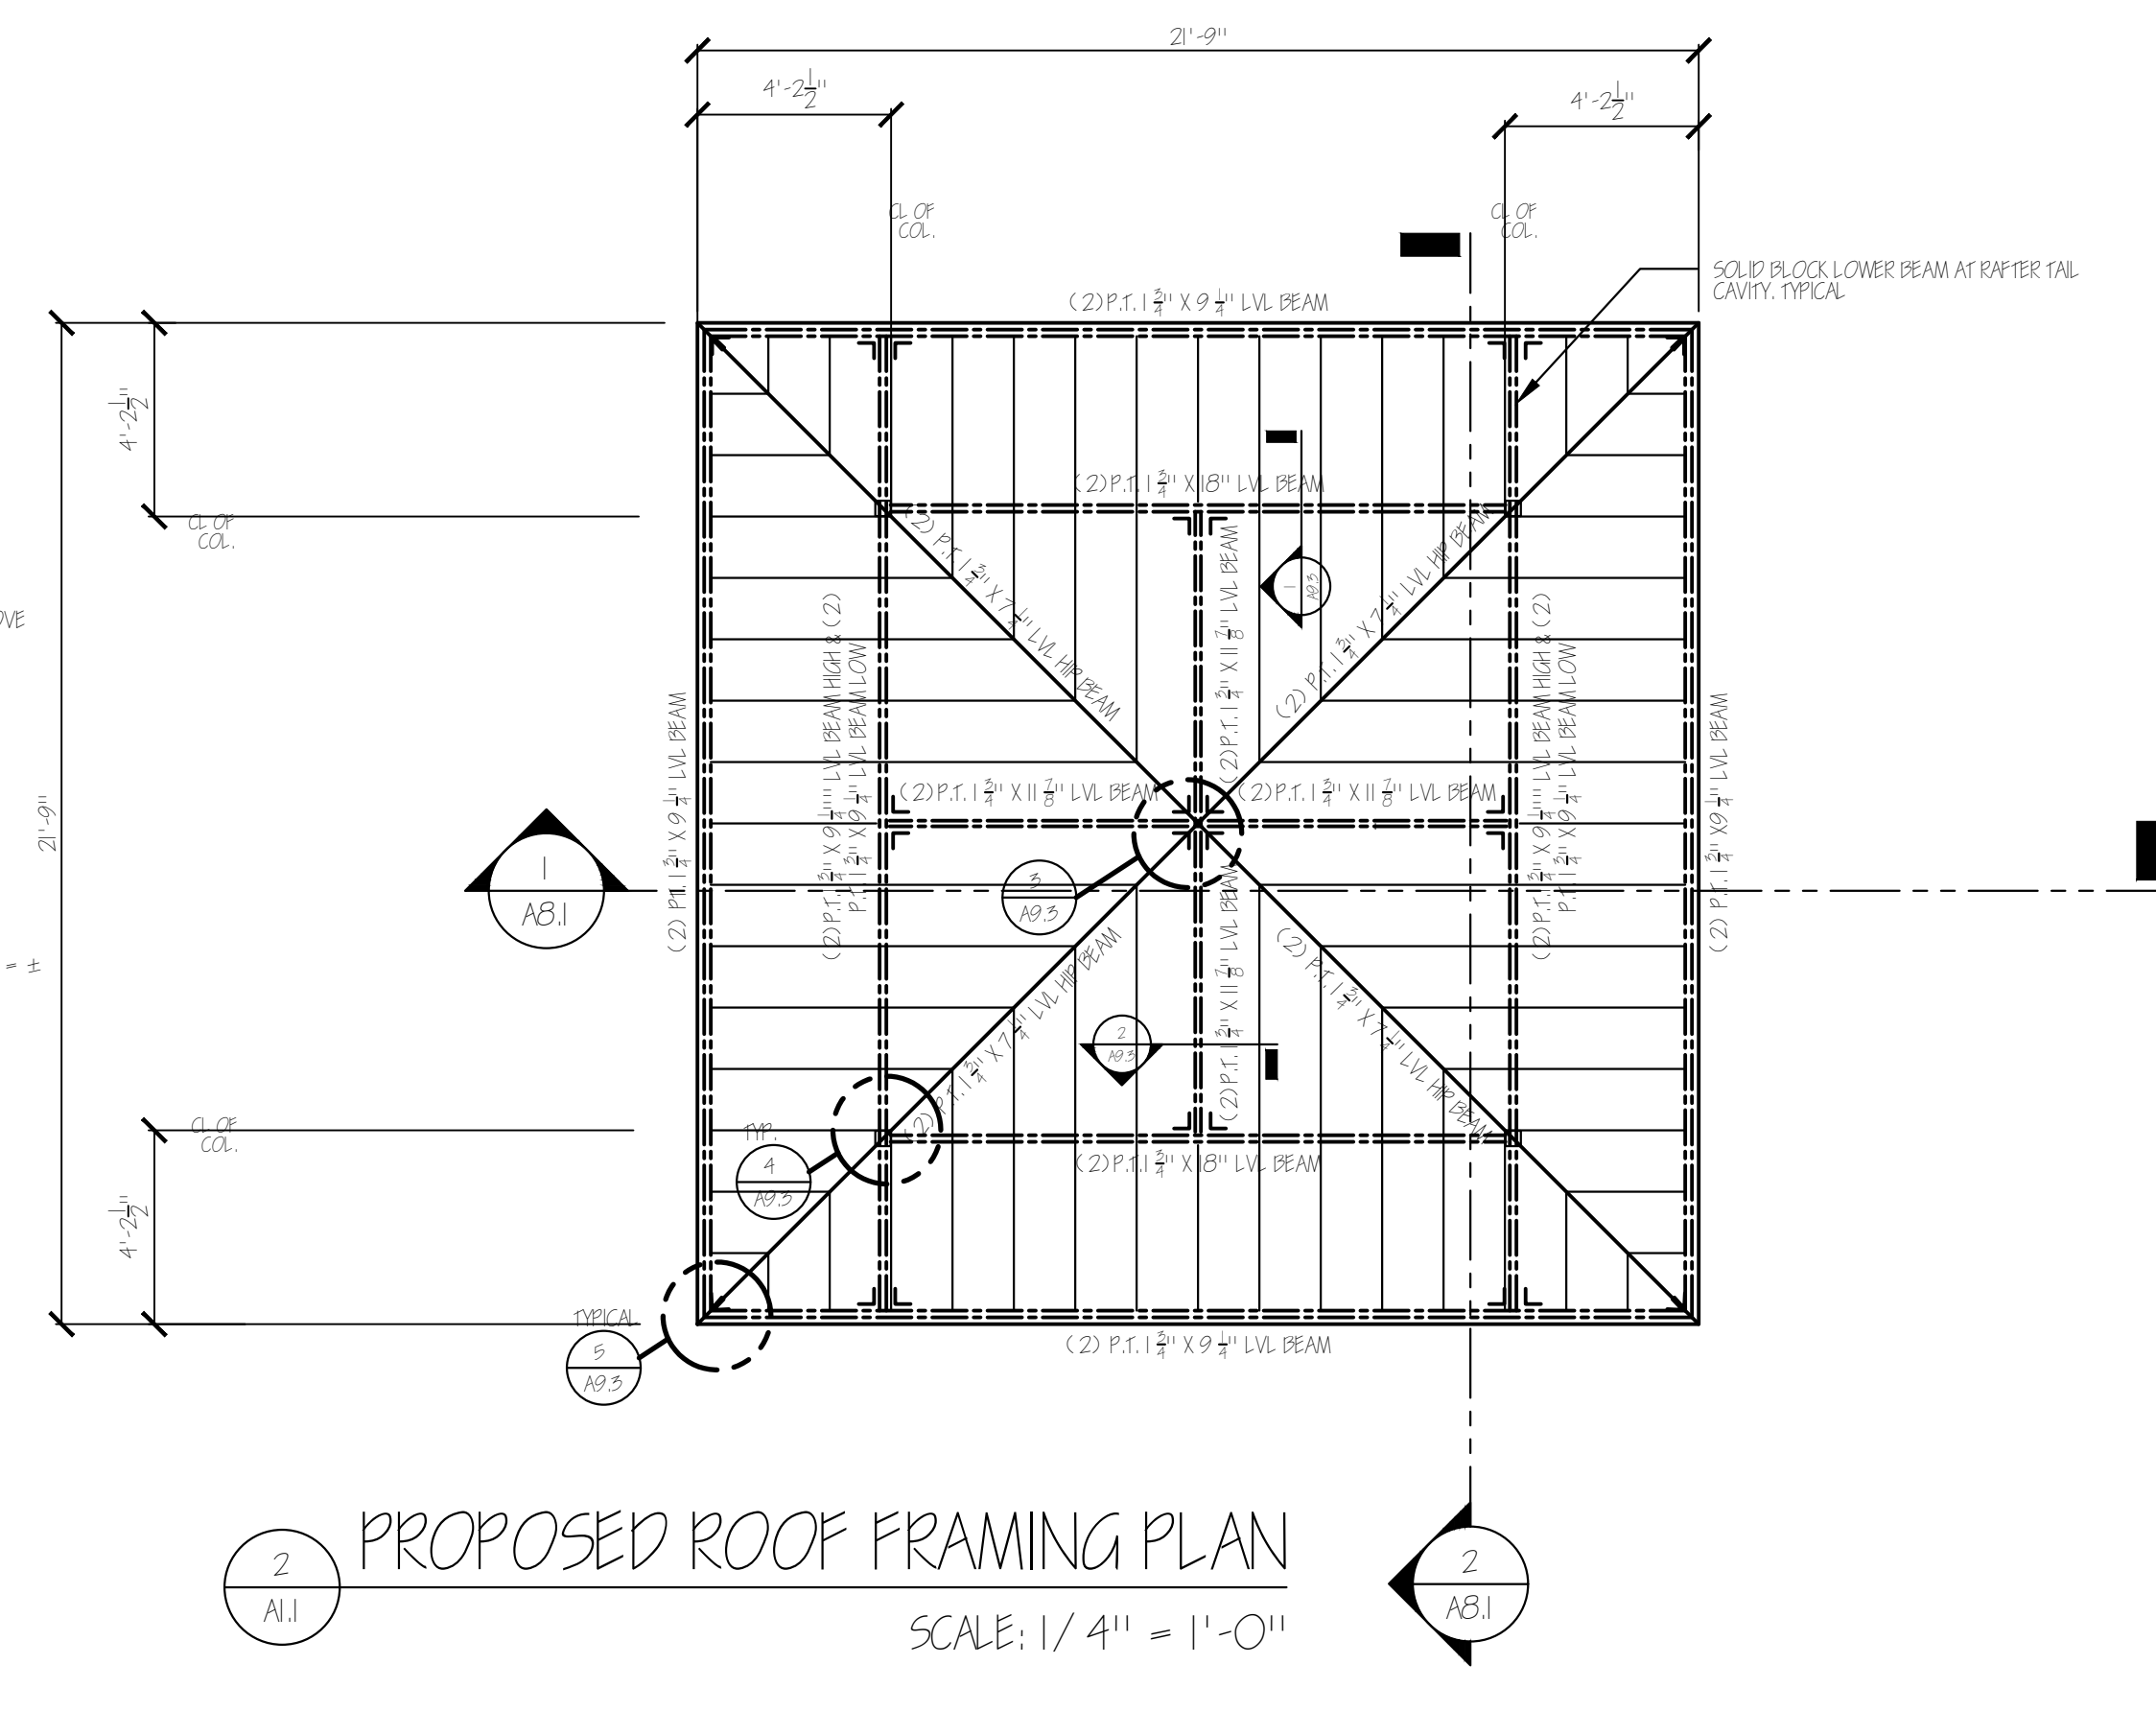 21'-9"
4'-2 1/2"
4'-2 1/2"
CL OF
COL.
CL OF
COL.
SOLID BLOCK LOWER BEAM AT RAFTER TAIL
CAVITY. TYPICAL
(2) P.T. 1 3/4" X 9 1/4" LVL BEAM
4'-2 1/2"
CL OF
COL.
(2) P.T. 1 3/4" X 18" LVL BEAM
(2) P.T. 1 3/4" X 7 1/4" LVL HIP BEAM
(2) P.T. 1 3/4" X 11 7/8" LVL BEAM
1
A9.3
(2) P.T. 1 3/4" X 7 1/4" LVL HIP BEAM
21'-9"
(2) P.T. 1 3/4" X 9 1/4" LVL BEAM
(2) P.T. 1 3/4" X 9 1/4"" LVL BEAM HIGH & (2)
P.T. 1 3/4" X 9 1/4" LVL BEAM LOW
(2) P.T. 1 3/4" X 11 7/8" LVL BEAM
(2) P.T. 1 3/4" X 11 7/8" LVL BEAM
(2) P.T. 1 3/4" X 9 1/4"" LVL BEAM HIGH & (2)
P.T. 1 3/4" X 9 1/4" LVL BEAM LOW
(2) P.T. 1 3/4" X9 1/4" LVL BEAM
1
A8.1
3
A9.3
= ±
(2) P.T. 1 3/4" X 7 1/4" LVL HIP BEAM
2
A9.3
(2) P.T. 1 3/4" X 11 7/8" LVL BEAM
(2) P.T. 1 3/4" X 7 1/4" LVL HIP BEAM
CL OF
COL.
TYP.
4
A9.3
(2) P.T. 1 3/4" X 18" LVL BEAM
4'-2 1/2"
TYPICAL
5
A9.3
(2) P.T. 1 3/4" X 9 1/4" LVL BEAM
2
A1.1
PROPOSED ROOF FRAMING PLAN
SCALE: 1/4" = 1'-0"
2
A8.1